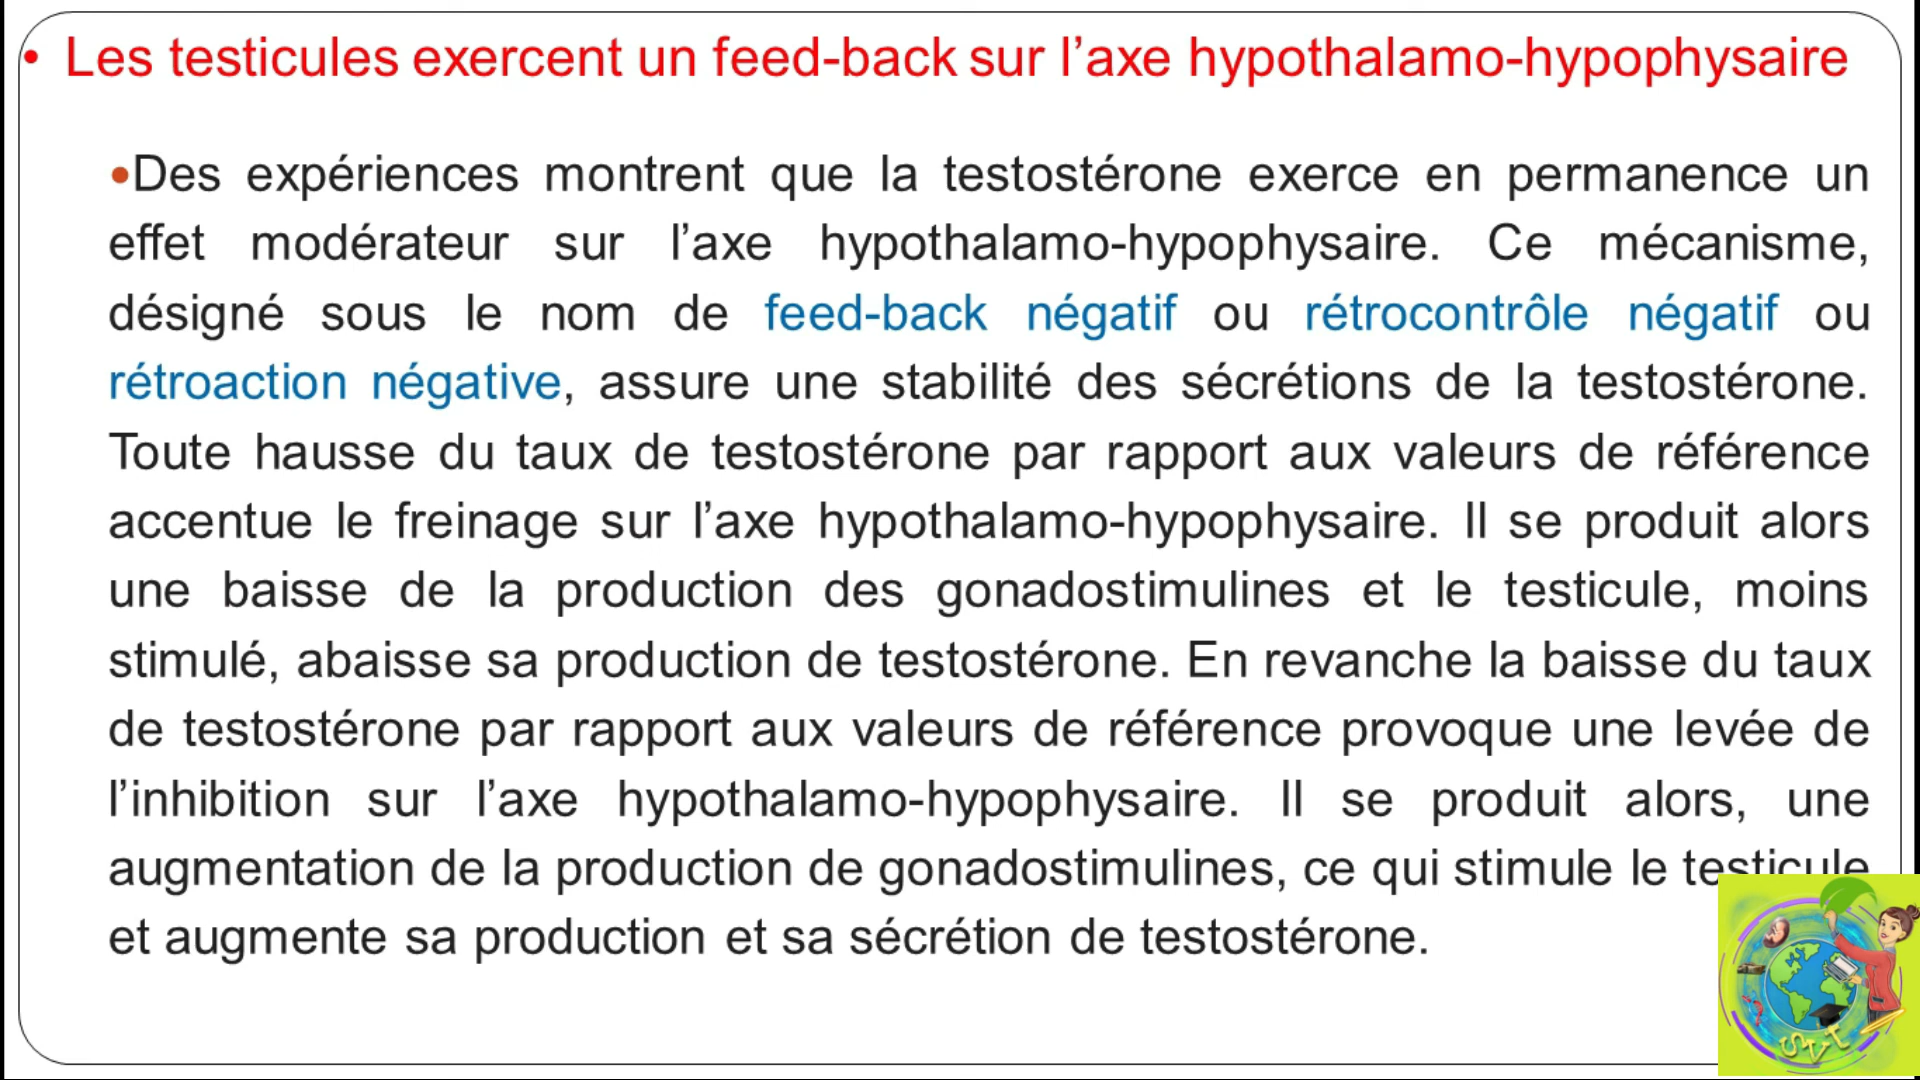 • Les testicules exercent un feed-back sur l’axe hypothalamo-hypophysaire
•Des expériences montrent que la testostérone exerce en permanence un
effet modérateur sur l’axe hypothalamo-hypophysaire. Ce mécanisme,
désigné sous le nom de feed-back négatif ou rétrocontrôle négatif ou
rétroaction négative, assure une stabilité des sécrétions de la testostérone.
Toute hausse du taux de testostérone par rapport aux valeurs de référence
accentue le freinage sur l’axe hypothalamo-hypophysaire. Il se produit alors
une baisse de la production des gonadostimulines et le testicule, moins
stimulé, abaisse sa production de testostérone. En revanche la baisse du taux
de testostérone par rapport aux valeurs de référence provoque une levée de
l’inhibition sur l’axe hypothalamo-hypophysaire. Il se produit alors, une
augmentation de la production de gonadostimulines, ce qui stimule le testicule
et augmente sa production et sa sécrétion de testostérone.
SVT